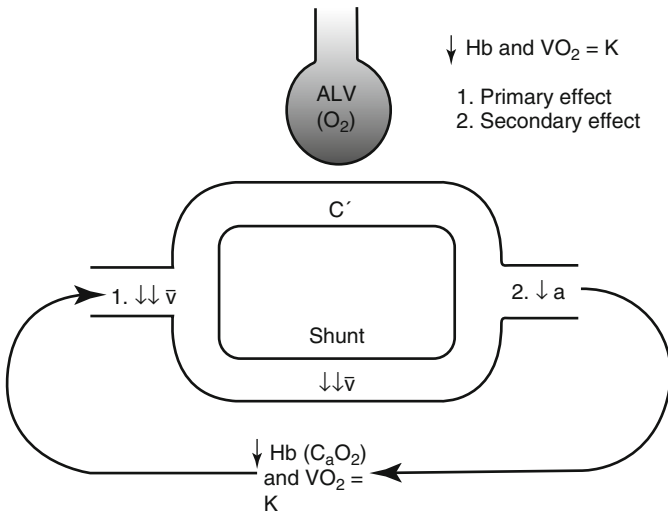 ALV
(O₂)
↓ Hb and VO₂ = K
1. Primary effect
2. Secondary effect
C´
1. ↓↓ v̅
2. ↓ a
Shunt
↓↓v̅
↓ Hb (CₐO₂)
and VO₂ =
K